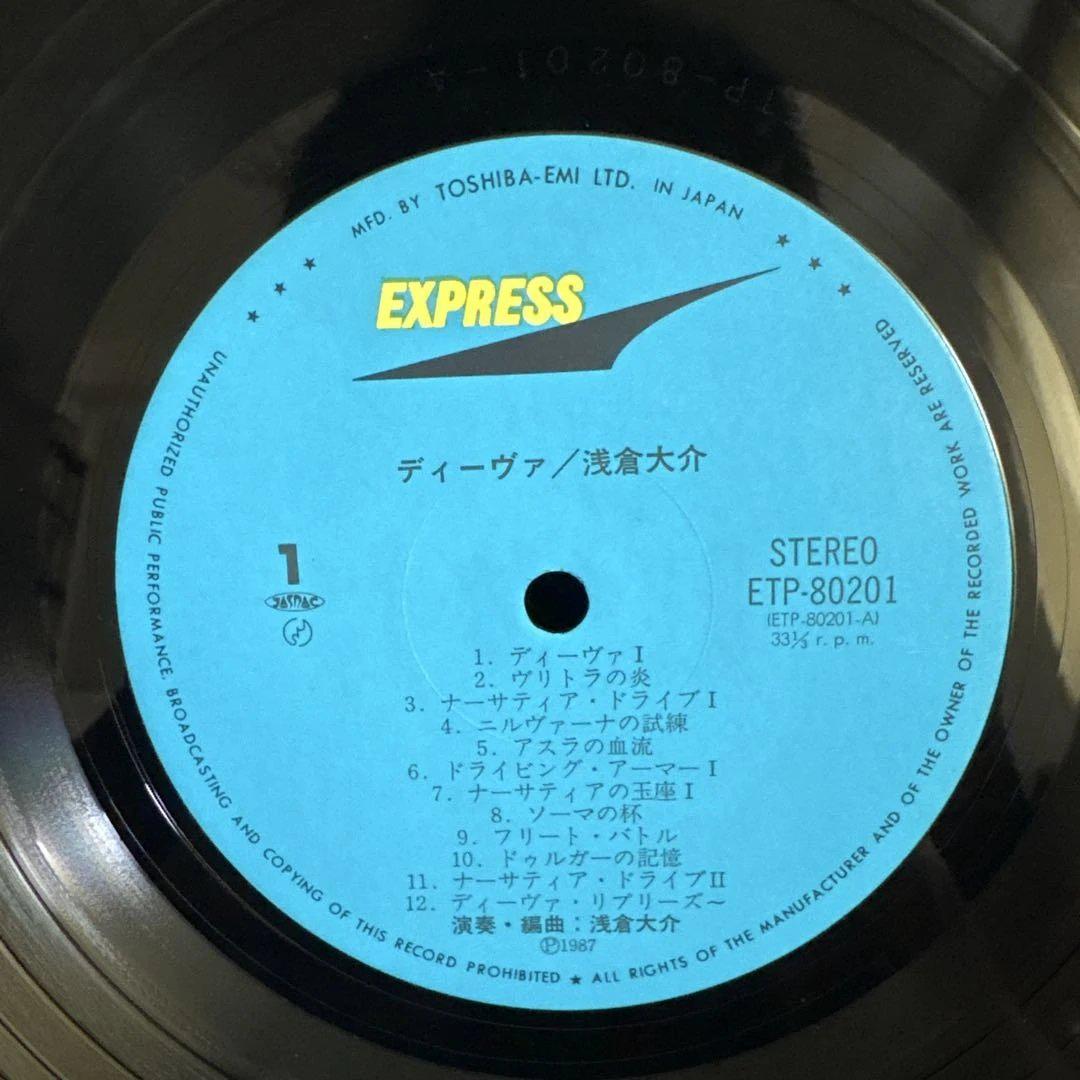 TP-80201-A
MFD. BY TOSHIBA-EMI LTD. IN JAPAN
EXPRESS
ディーヴァ／浅倉大介
1
JASRAC
STEREO
ETP-80201
(ETP-80201-A)
33⅓ r. p. m.
1. ディーヴァⅠ
2. ヴリトラの炎
3. ナーサティア・ドライブⅠ
4. ニルヴァーナの試練
5. アスラの血流
6. ドライビング・アーマーⅠ
7. ナーサティアの玉座Ⅰ
8. ソーマの杯
9. フリート・バトル
10. ドゥルガーの記憶
11. ナーサティア・ドライブⅡ
12. ディーヴァ・リプリーズ～
演奏・編曲：浅倉大介
Ⓟ1987
UNAUTHORIZED PUBLIC PERFORMANCE, BROADCASTING AND COPYING OF THIS RECORD PROHIBITED ★ ALL RIGHTS OF THE MANUFACTURER AND OF THE OWNER OF THE RECORDED WORK ARE RESERVED